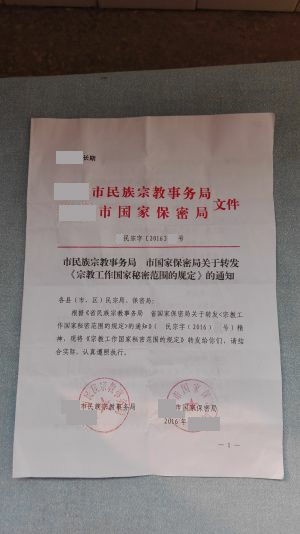 长期
市民族宗教事务局
市国家保密局
文件
民宗字〔2016〕 号
市民族宗教事务局 市国家保密局关于转发
《宗教工作国家秘密范围的规定》的通知
各县(市、区)民宗局、保密局:
根据《省民族宗教事务局 省国家保密局关于转发<宗教工
作国家秘密范围的规定>的通知》( 民宗字〔2016〕 号)精
神,现将《宗教工作国家秘密范围的规定》转发给你们,请结
合实际,认真遵照执行。
市民族宗教事务局 市国家保密局
2016年
—1—